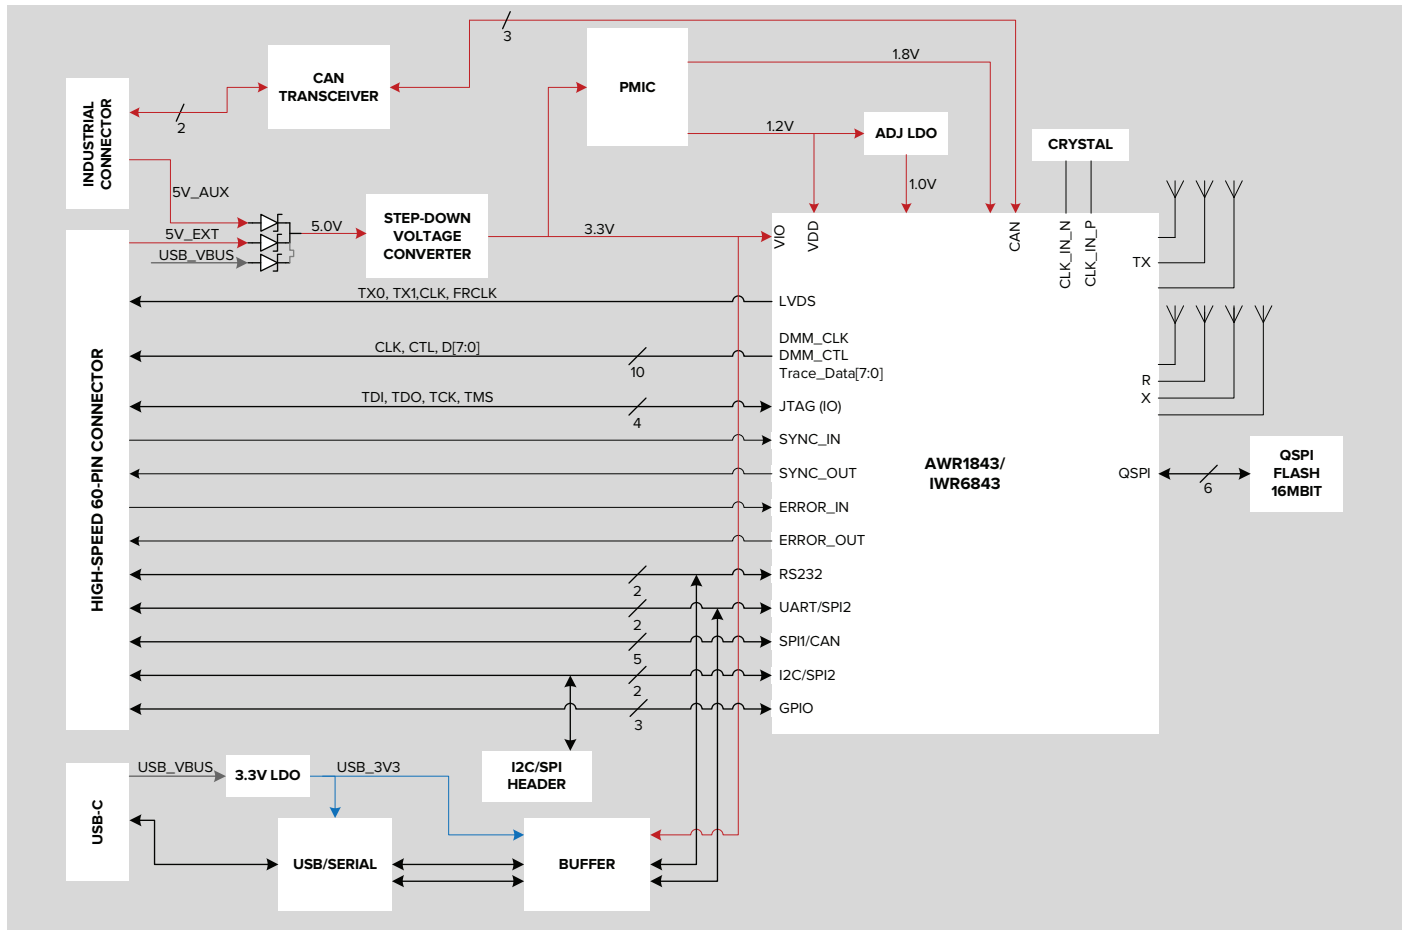 3
CAN
TRANSCEIVER
2
INDUSTRIAL
CONNECTOR
5V_AUX
5V_EXT
USB_VBUS
5.0V
STEP-DOWN
VOLTAGE
CONVERTER
3.3V
PMIC
1.8V
1.2V
ADJ LDO
1.0V
CRYSTAL
VIO
VDD
CAN
CLK_IN_N
CLK_IN_P
TX
R
X
HIGH-SPEED 60-PIN CONNECTOR
TX0, TX1,CLK, FRCLK
LVDS
CLK, CTL, D[7:0]
10
DMM_CLK
DMM_CTL
Trace_Data[7:0]
TDI, TDO, TCK, TMS
4
JTAG (IO)
SYNC_IN
SYNC_OUT
ERROR_IN
ERROR_OUT
2
RS232
2
UART/SPI2
5
SPI1/CAN
2
I2C/SPI2
3
GPIO
AWR1843/
IWR6843
QSPI
6
QSPI
FLASH
16MBIT
I2C/SPI
HEADER
USB-C
USB_VBUS
3.3V LDO
USB_3V3
USB/SERIAL
BUFFER